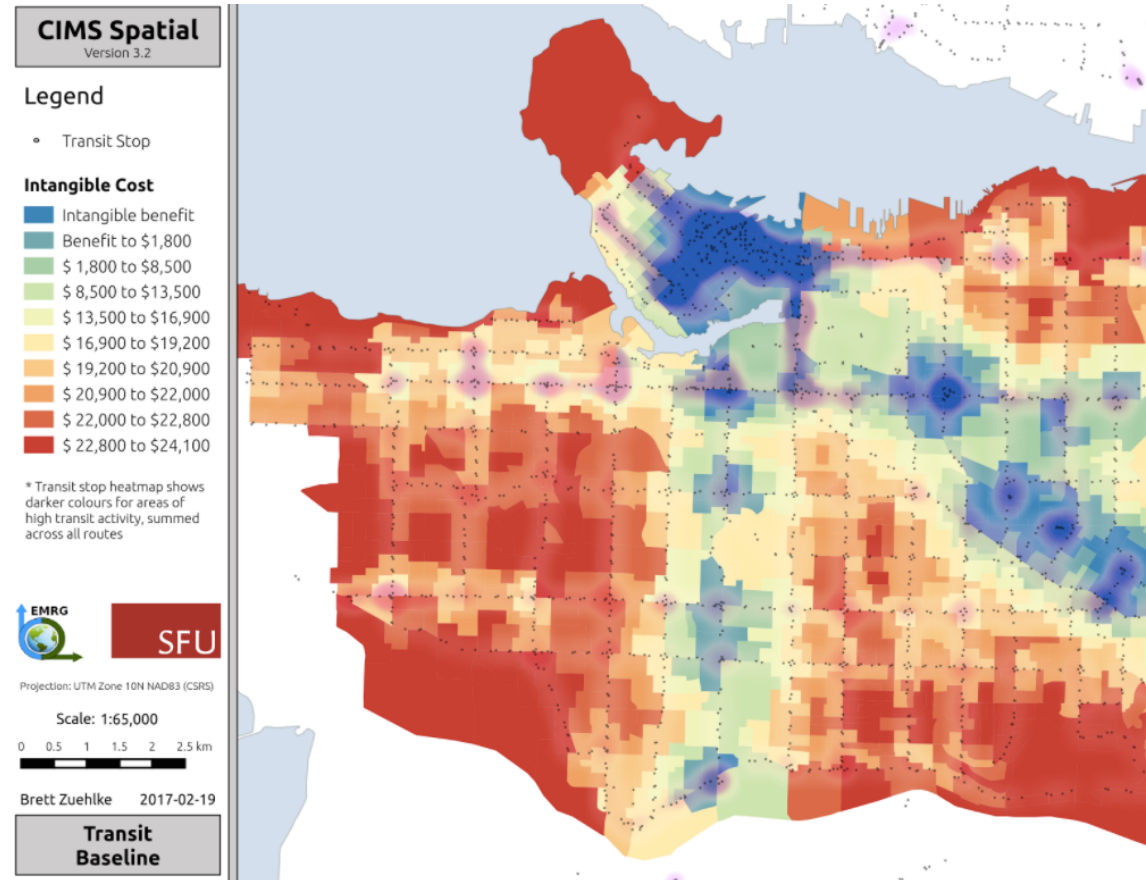 CIMS Spatial
Version 3.2
Legend
Transit Stop
Intangible Cost
Intangible benefit
Benefit to $1,800
$ 1,800 to $8,500
$ 8,500 to $13,500
$ 13,500 to $16,900
$ 16,900 to $19,200
$ 19,200 to $20,900
$ 20,900 to $22,000
$ 22,000 to $22,800
$ 22,800 to $24,100
* Transit stop heatmap shows
darker colours for areas of
high transit activity, summed
across all routes
EMRG
SFU
Projection: UTM Zone 10N NAD83 (CSRS)
Scale: 1:65,000
0 0.5 1 1.5 2 2.5 km
Brett Zuehlke 2017-02-19
Transit
Baseline